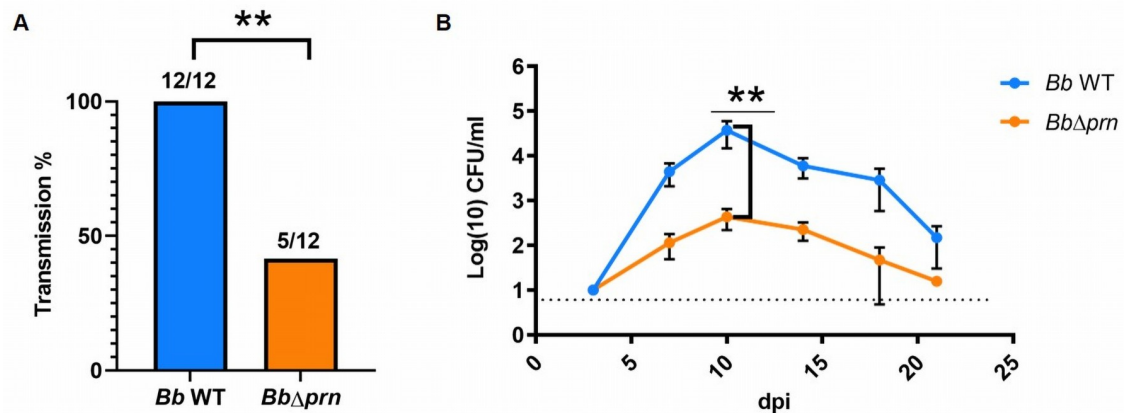 A
**
12/12
5/12
100
50
0
Transmission %
Bb WT
BbΔprn
B
**
6
5
4
3
2
1
0
Log(10) CFU/ml
0
5
10
15
20
25
dpi
Bb WT
BbΔprn